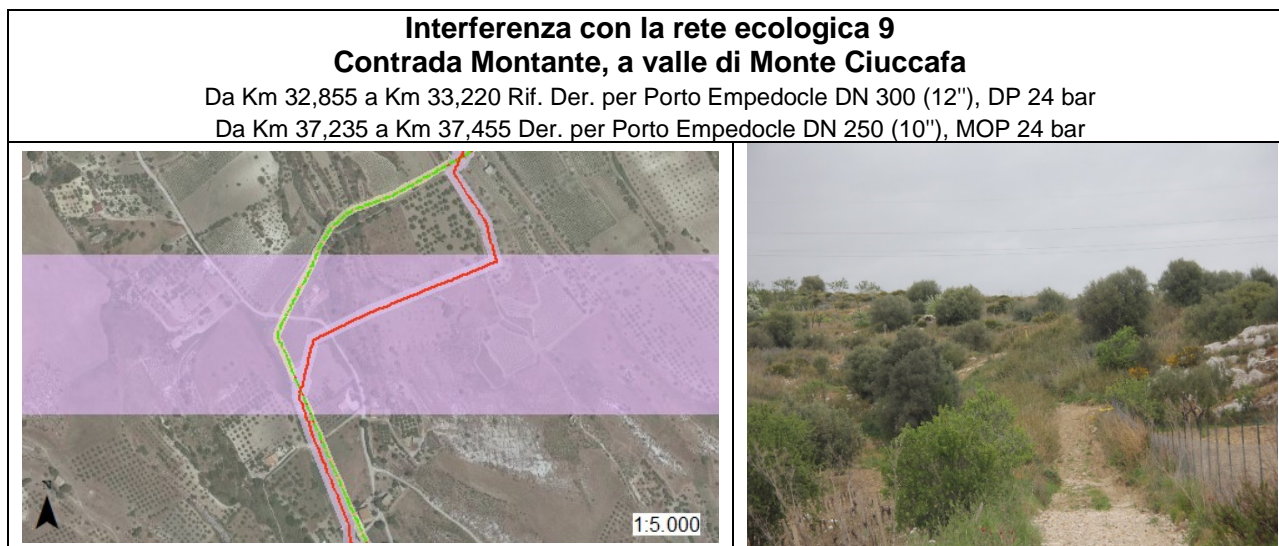 Interferenza con la rete ecologica 9
Contrada Montante, a valle di Monte Ciuccafa
Da Km 32,855 a Km 33,220 Rif. Der. per Porto Empedocle DN 300 (12"), DP 24 bar
Da Km 37,235 a Km 37,455 Der. per Porto Empedocle DN 250 (10"), MOP 24 bar
1:5.000